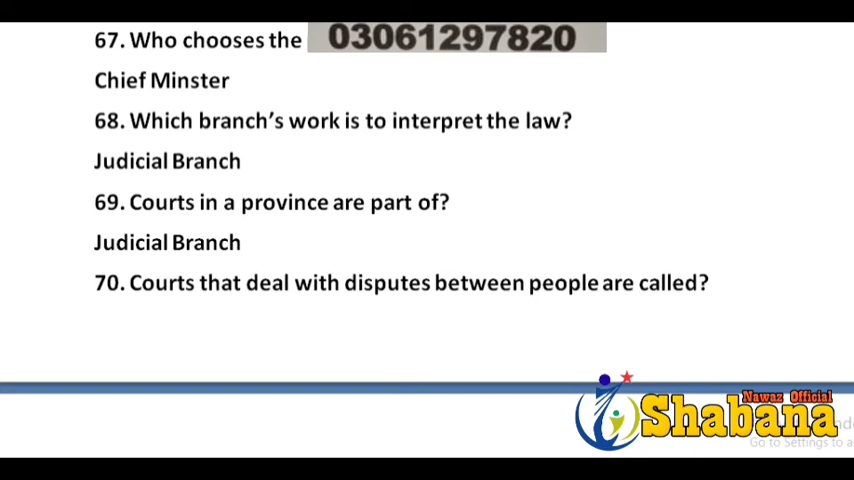 67. Who chooses the 03061297820
Chief Minster
68. Which branch's work is to interpret the law?
Judicial Branch
69. Courts in a province are part of?
Judicial Branch
70. Courts that deal with disputes between people are called?
Nawaz Official
Shabana
Go to Settings to a